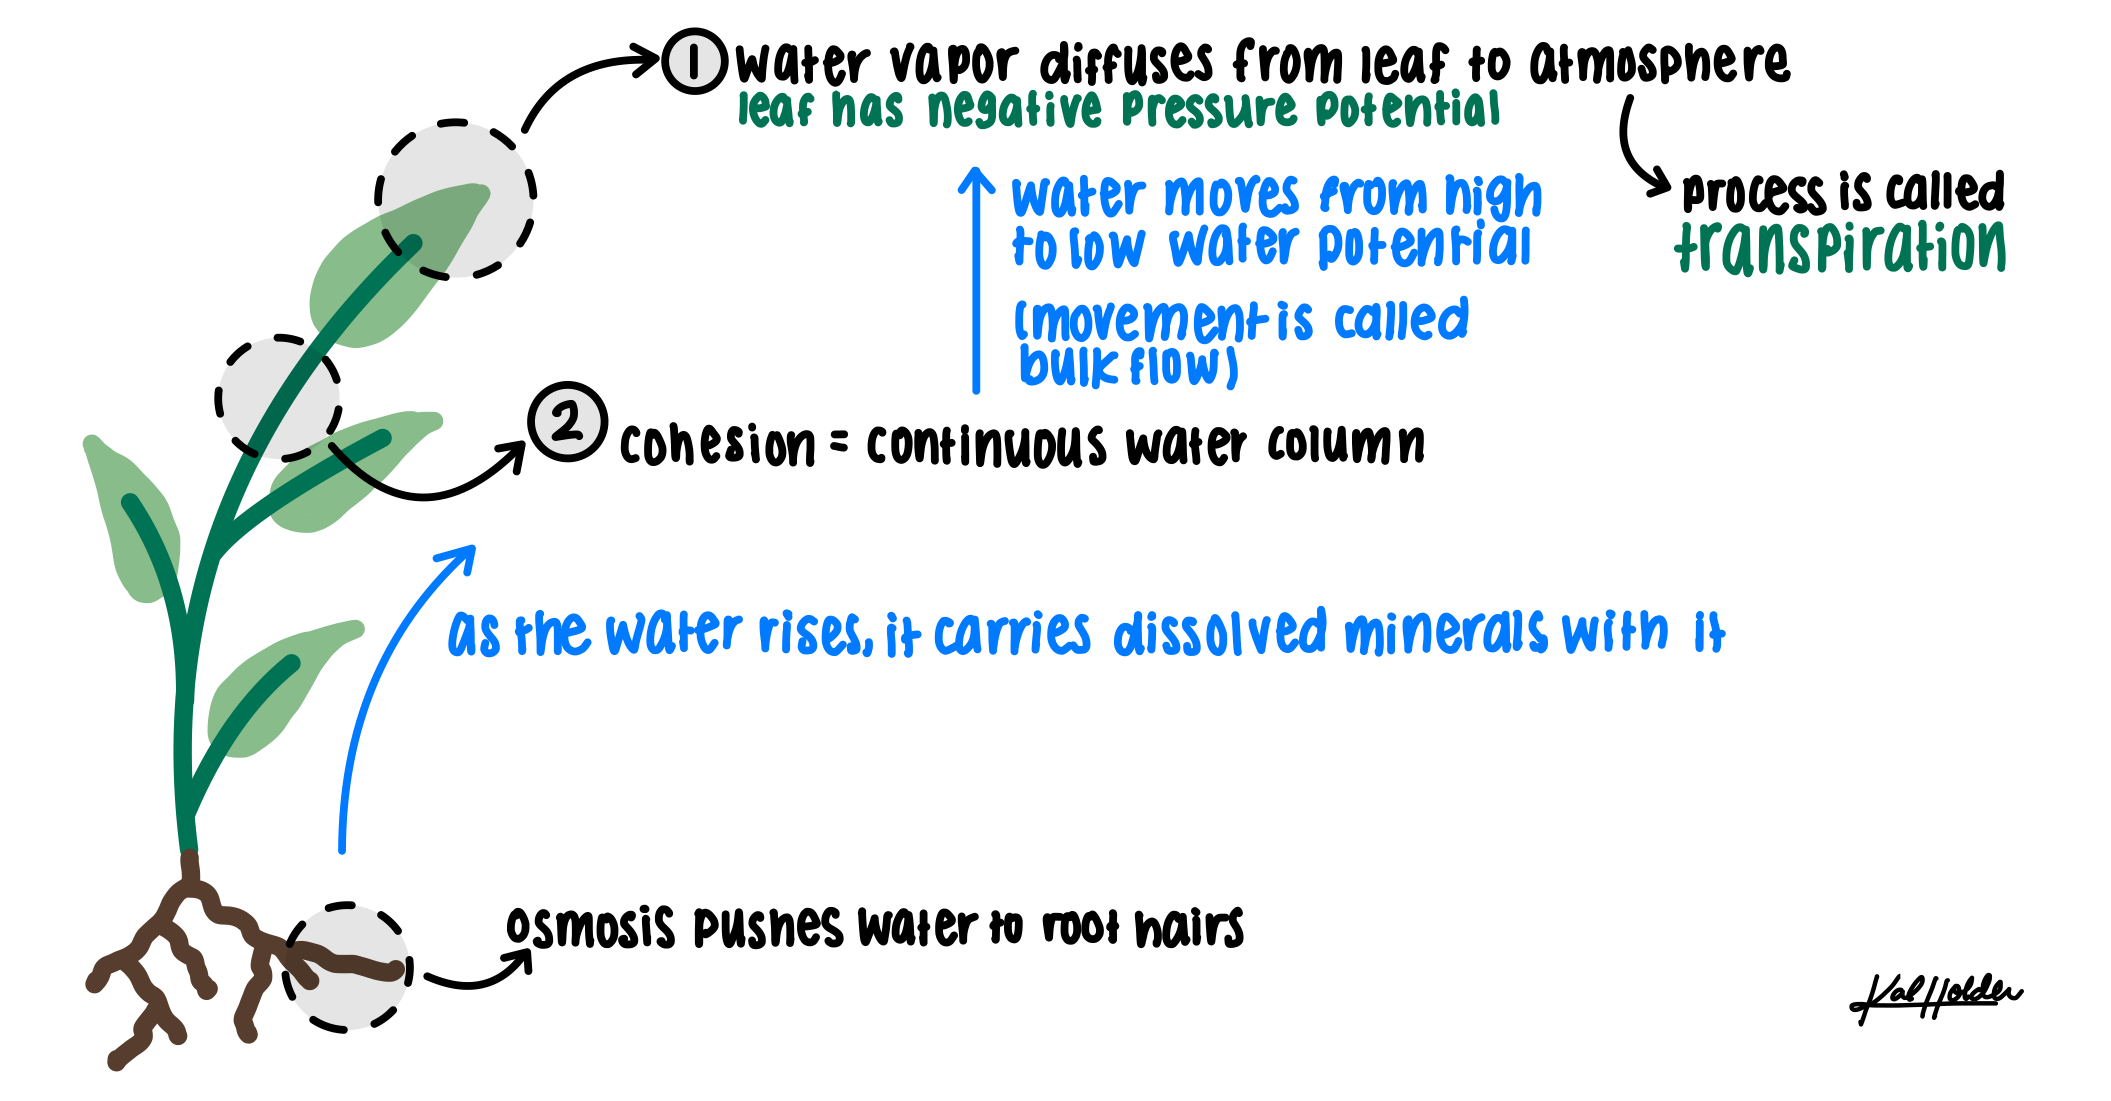 1 water vapor diffuses from leaf to atmosphere
leaf has negative pressure potential
process is called
transpiration
water moves from high
to low water potential
(movement is called
bulk flow)
2 cohesion = continuous water column
as the water rises, it carries dissolved minerals with it
osmosis pushes water to root hairs
Kal Holder